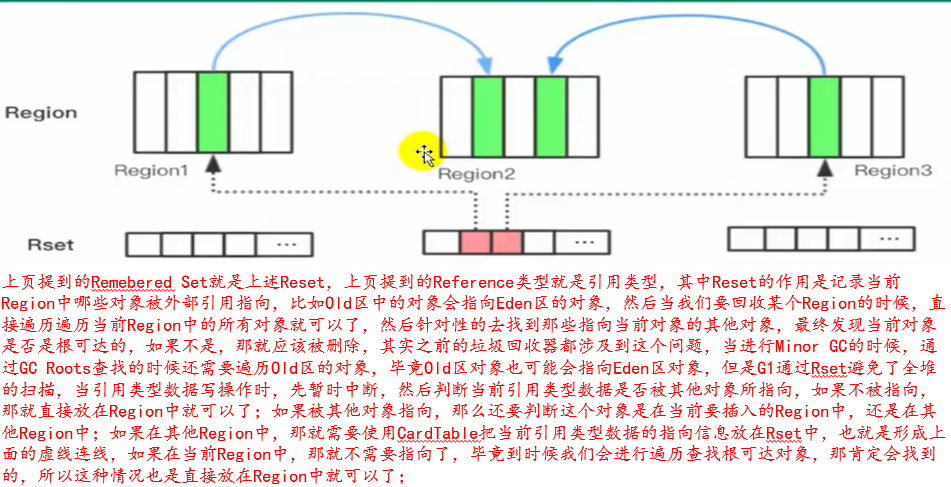 Region
Region1
Region2
Region3
Rset
...
...
...
上页提到的Remebered Set就是上述Reset，上页提到的Reference类型就是引用类型，其中Reset的作用是记录当前
Region中哪些对象被外部引用指向，比如Old区中的对象会指向Eden区的对象，然后当我们要回收某个Region的时候，直
接遍历遍历当前Region中的所有对象就可以了，然后针对性的去找到那些指向当前对象的其他对象，最终发现当前对象
是否是根可达的，如果不是，那就应该被删除，其实之前的垃圾回收器都涉及到这个问题，当进行Minor GC的时候，通
过GC Roots查找的时候还需要遍历Old区的对象，毕竟Old区对象也可能会指向Eden区对象，但是G1通过Rset避免了全堆
的扫描，当引用类型数据写操作时，先暂时中断，然后判断当前引用类型数据是否被其他对象所指向，如果不被指向，
那就直接放在Region中就可以了；如果被其他对象指向，那么还要判断这个对象是在当前要插入的Region中，还是在其
他Region中；如果在其他Region中，那就需要使用CardTable把当前引用类型数据的指向信息放在Rset中，也就是形成上
面的虚线连线，如果在当前Region中，那就不需要指向了，毕竟到时候我们会进行遍历查找根可达对象，那肯定会找到
的，所以这种情况也是直接放在Region中就可以了；